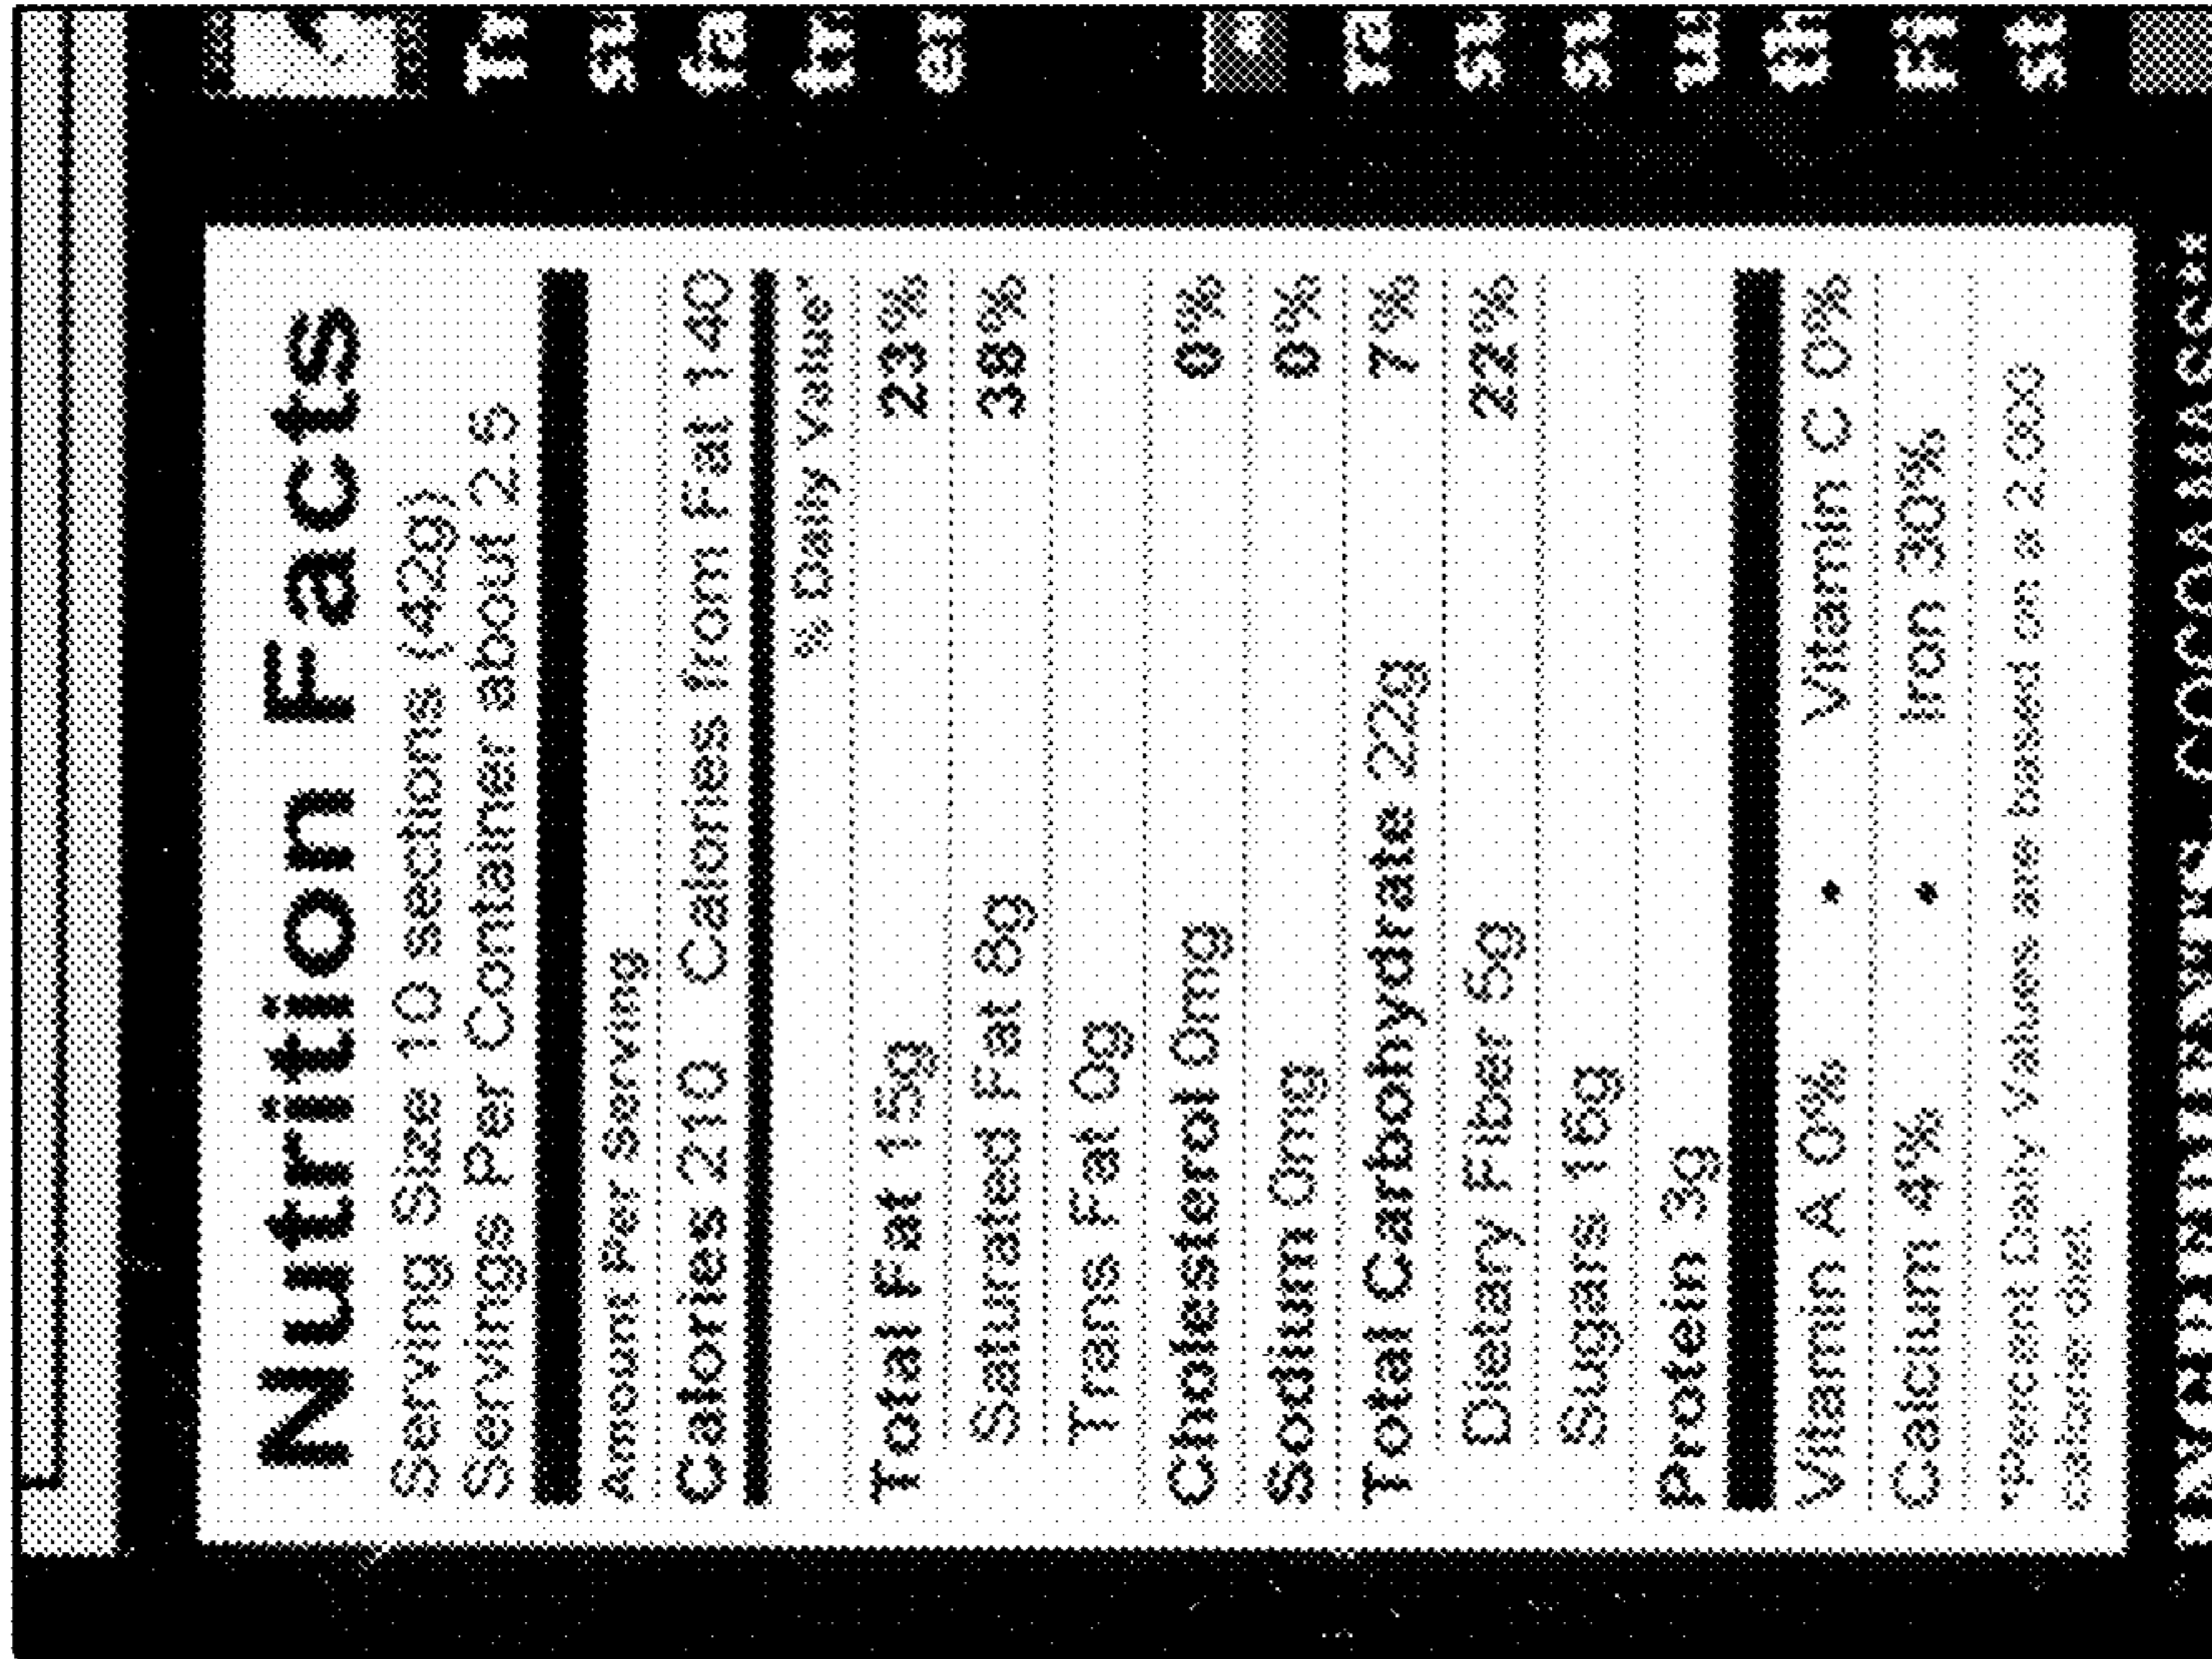 Nutrition Facts
Serving Size 10 sections (42g)
Servings Per Container about 2.5
Amount Per Serving
Calories 210 Calories from Fat 140
% Daily Value*
Total Fat 15g 23%
Saturated Fat 8g 38%
Trans Fat 0g
Cholesterol 0mg 0%
Sodium 0mg 0%
Total Carbohydrate 22g 7%
Dietary Fiber 5g 22%
Sugars 16g
Protein 3g
Vitamin A 0% • Vitamin C 0%
Calcium 4% • Iron 30%
*Percent Daily Values are based on a 2,000
calorie diet.